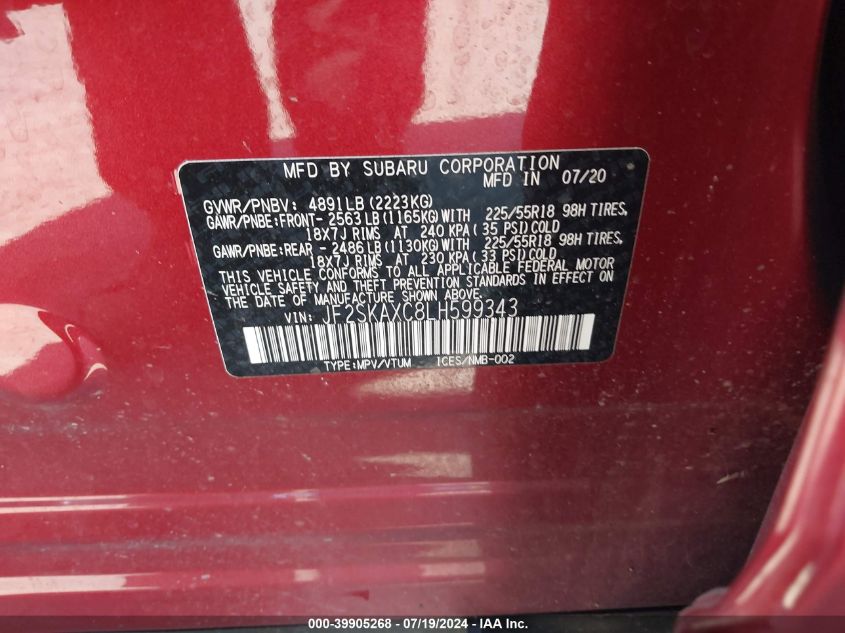 MFD BY SUBARU CORPORATION
MFD IN 07/20
GVWR/PNBV: 4891LB (2223KG)
GAWR/PNBE:FRONT- 2563LB (1165KG)WITH 225/55R18 98H TIRES,
18X7J RIMS AT 240 KPA( 35 PSI)COLD
GAWR/PNBE:REAR - 2486LB (1130KG)WITH 225/55R18 98H TIRES,
18X7J RIMS AT 230 KPA( 33 PSI)COLD
THIS VEHICLE CONFORMS TO ALL APPLICABLE FEDERAL MOTOR
VEHICLE SAFETY AND THEFT PREVENTION STANDARDS IN EFFECT ON
THE DATE OF MANUFACTURE SHOWN ABOVE.
VIN: JF2SKAXC8LH599343
TYPE:MPV/VTUM ICES/NMB-002
000-39905268 - 07/19/2024 - IAA Inc.